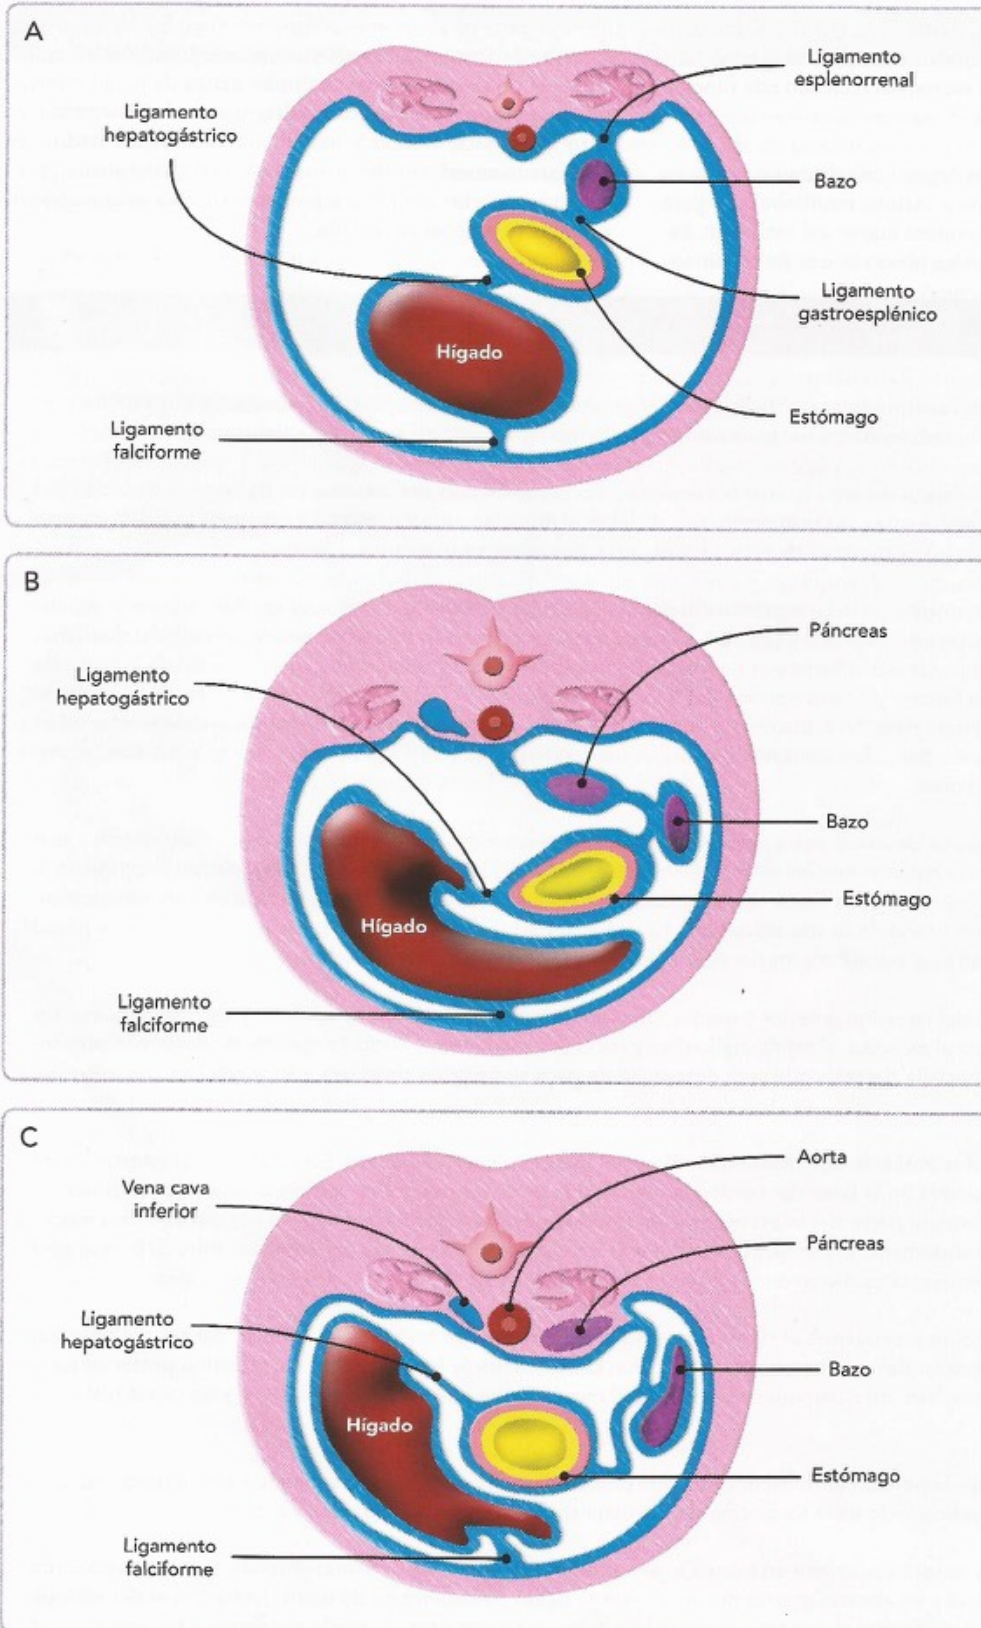 A
Ligamento
esplenorrenal
Ligamento
hepatogástrico
Bazo
Ligamento
gastroesplénico
Hígado
Estómago
Ligamento
falciforme
B
Páncreas
Ligamento
hepatogástrico
Bazo
Estómago
Hígado
Ligamento
falciforme
C
Aorta
Vena cava
inferior
Páncreas
Ligamento
hepatogástrico
Bazo
Hígado
Estómago
Ligamento
falciforme